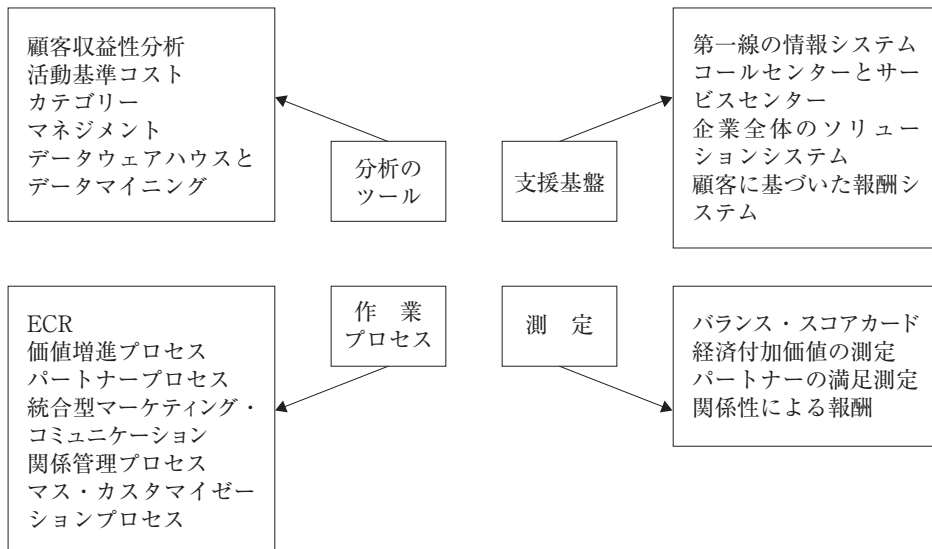 顧客収益性分析
活動基準コスト
カテゴリー
マネジメント
データウェアハウスと
データマイニング
分析の
ツール
支援基盤
第一線の情報システム
コールセンターとサー
ビスセンター
企業全体のソリュー
ションシステム
顧客に基づいた報酬シ
ステム
ECR
価値増進プロセス
パートナープロセス
統合型マーケティング・
コミュニケーション
関係管理プロセス
マス・カスタマイゼー
ションプロセス
作　業
プロセス
測　定
バランス・スコアカード
経済付加価値の測定
パートナーの満足測定
関係性による報酬